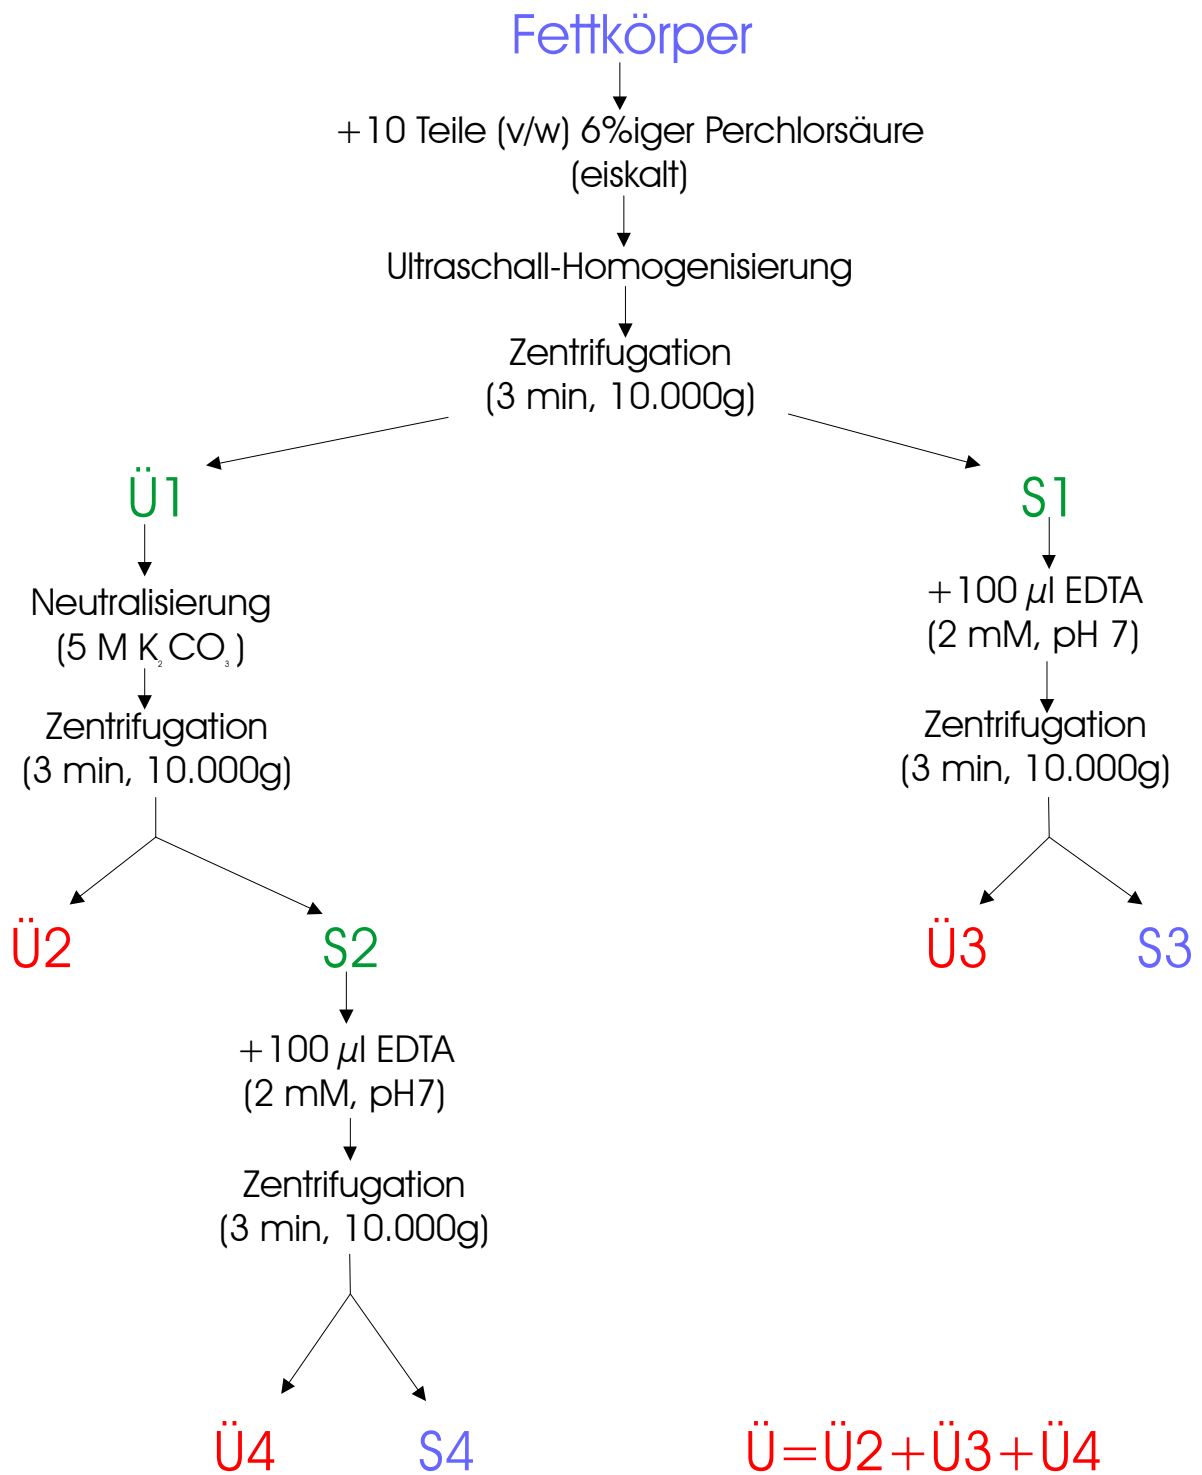 Fettkörper
+10 Teile (v/w) 6%iger Perchlorsäure
(eiskalt)
Ultraschall-Homogenisierung
Zentrifugation
(3 min, 10.000g)
Ü1
Neutralisierung
(5 M K₂CO₃)
Zentrifugation
(3 min, 10.000g)
Ü2
S2
+100 µl EDTA
(2 mM, pH7)
Zentrifugation
(3 min, 10.000g)
Ü4
S4
S1
+100 µl EDTA
(2 mM, pH 7)
Zentrifugation
(3 min, 10.000g)
Ü3
S3
Ü=Ü2+Ü3+Ü4